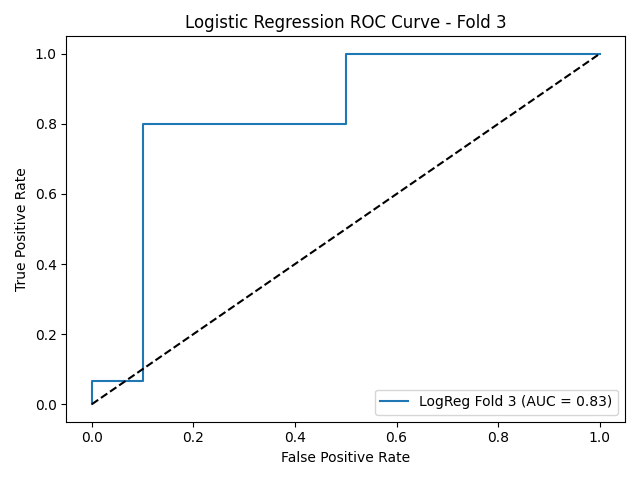 Logistic Regression ROC Curve - Fold 3
True Positive Rate
1.0
0.8
0.6
0.4
0.2
0.0
LogReg Fold 3 (AUC = 0.83)
0.0 0.2 0.4 0.6 0.8 1.0
False Positive Rate